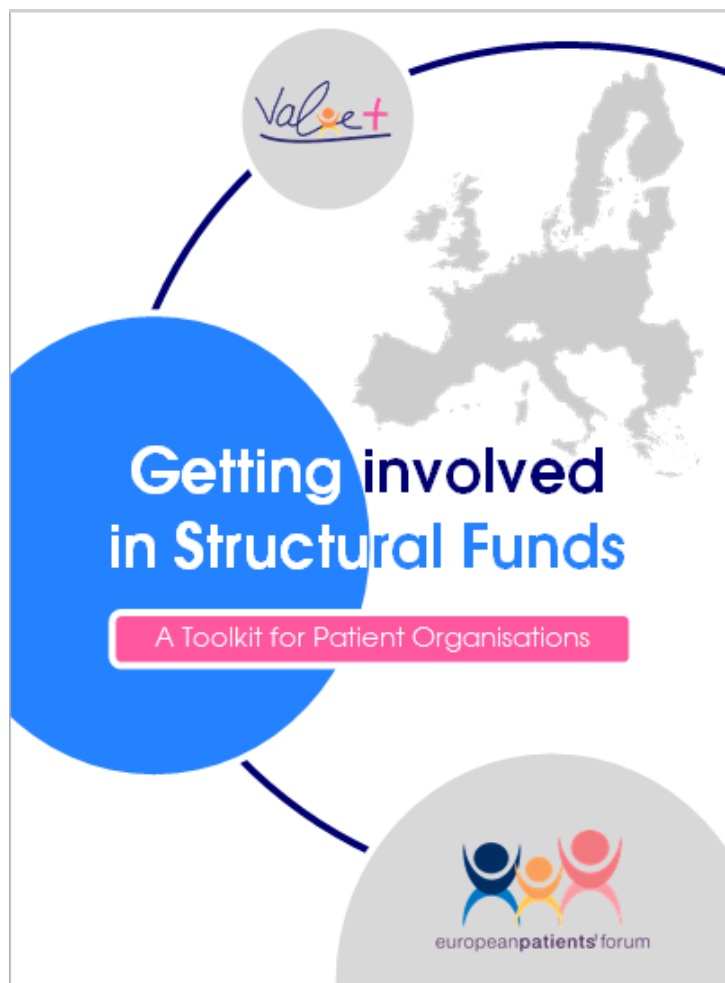 Value+
Getting involved
in Structural Funds
A Toolkit for Patient Organisations
europeanpatients'forum